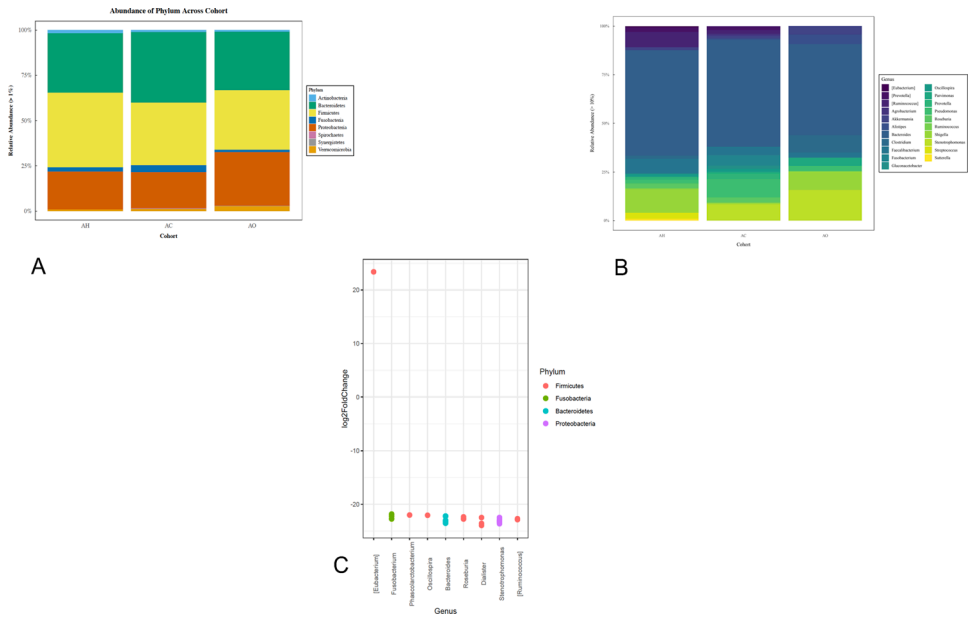 Abundance of Phylum Across Cohort
100%
75%
50%
25%
0%
Relative Abundance (> 1%)
AH
AC
AO
Cohort
Phylum
Actinobacteria
Bacteroidetes
Firmicutes
Fusobacteria
Proteobacteria
Spirochaetes
Synergistetes
Verrucomicrobia
A
100%
75%
50%
25%
0%
Relative Abundance (> 10%)
AH
AC
AO
Cohort
Genus
[Eubacterium]
[Prevotella]
[Ruminococcus]
Agrobacterium
Akkermansia
Alistipes
Bacteroides
Clostridium
Faecalibacterium
Fusobacterium
Gluconacetobacter
Oscillospira
Parvimonas
Prevotella
Pseudomonas
Roseburia
Ruminococcus
Shigella
Stenotrophomonas
Streptococcus
Sutterella
B
20
10
0
-10
-20
log2FoldChange
[Eubacterium]
Fusobacterium
Phascolarctobacterium
Oscillospira
Bacteroides
Roseburia
Dialister
Stenotrophomonas
[Ruminococcus]
Genus
Phylum
Firmicutes
Fusobacteria
Bacteroidetes
Proteobacteria
C